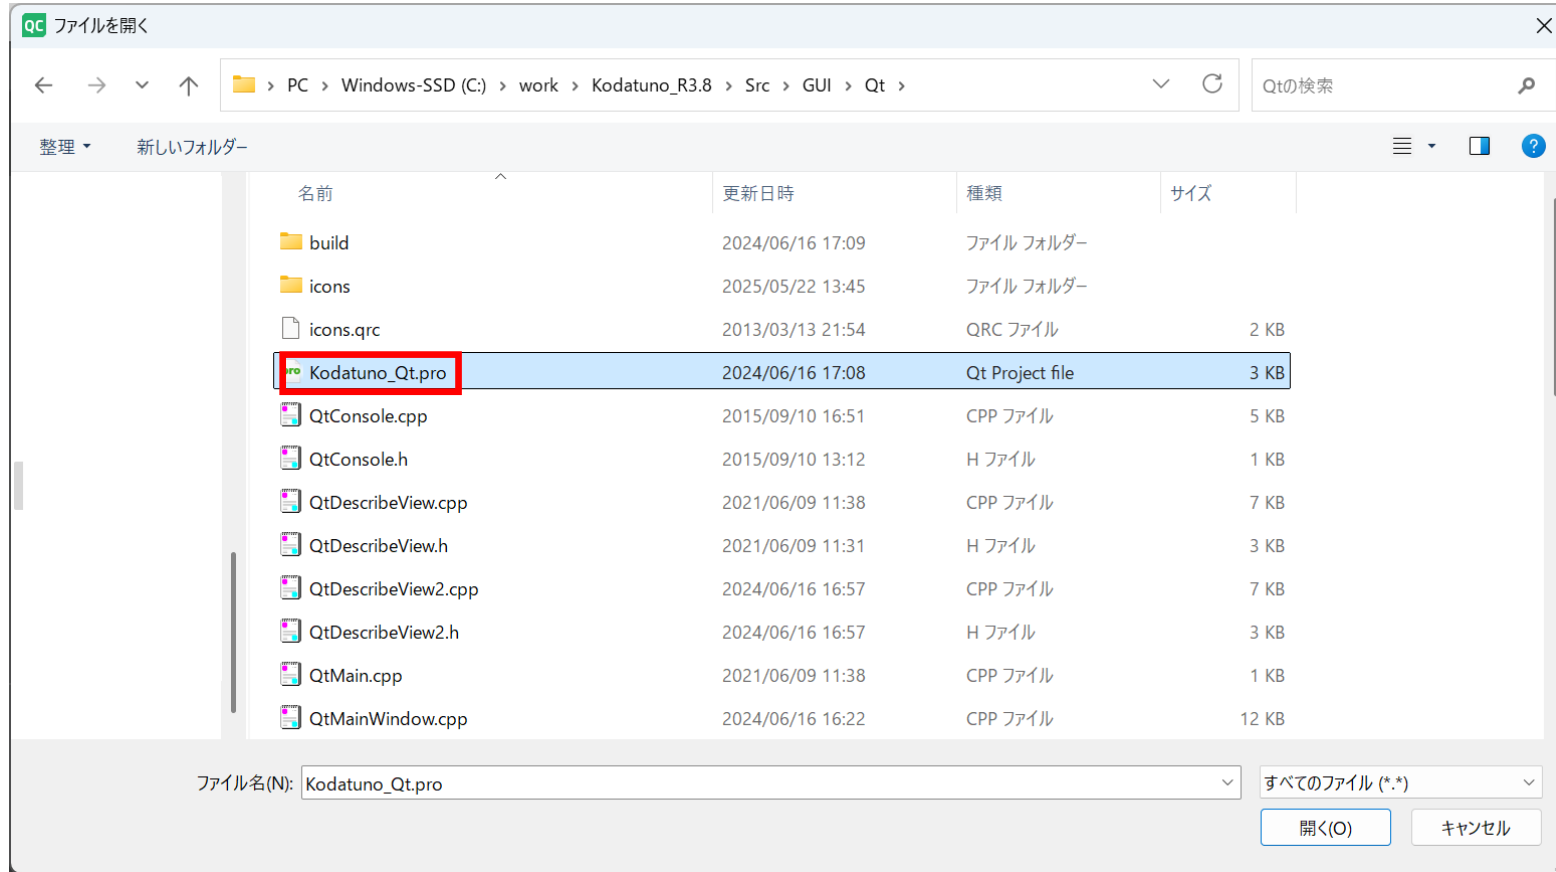 QC ファイルを開く
PC > Windows-SSD (C:) > work > Kodatuno_R3.8 > Src > GUI > Qt >
Qtの検索
整理 新しいフォルダー
?
名前 更新日時 種類 サイズ
build 2024/06/16 17:09 ファイル フォルダー
icons 2025/05/22 13:45 ファイル フォルダー
icons.qrc 2013/03/13 21:54 QRC ファイル 2 KB
pro Kodatuno_Qt.pro 2024/06/16 17:08 Qt Project file 3 KB
QtConsole.cpp 2015/09/10 16:51 CPP ファイル 5 KB
QtConsole.h 2015/09/10 13:12 H ファイル 1 KB
QtDescribeView.cpp 2021/06/09 11:38 CPP ファイル 7 KB
QtDescribeView.h 2021/06/09 11:31 H ファイル 3 KB
QtDescribeView2.cpp 2024/06/16 16:57 CPP ファイル 7 KB
QtDescribeView2.h 2024/06/16 16:57 H ファイル 3 KB
QtMain.cpp 2021/06/09 11:38 CPP ファイル 1 KB
QtMainWindow.cpp 2024/06/16 16:22 CPP ファイル 12 KB
ファイル名(N): Kodatuno_Qt.pro すべてのファイル (*.*)
開く(O) キャンセル